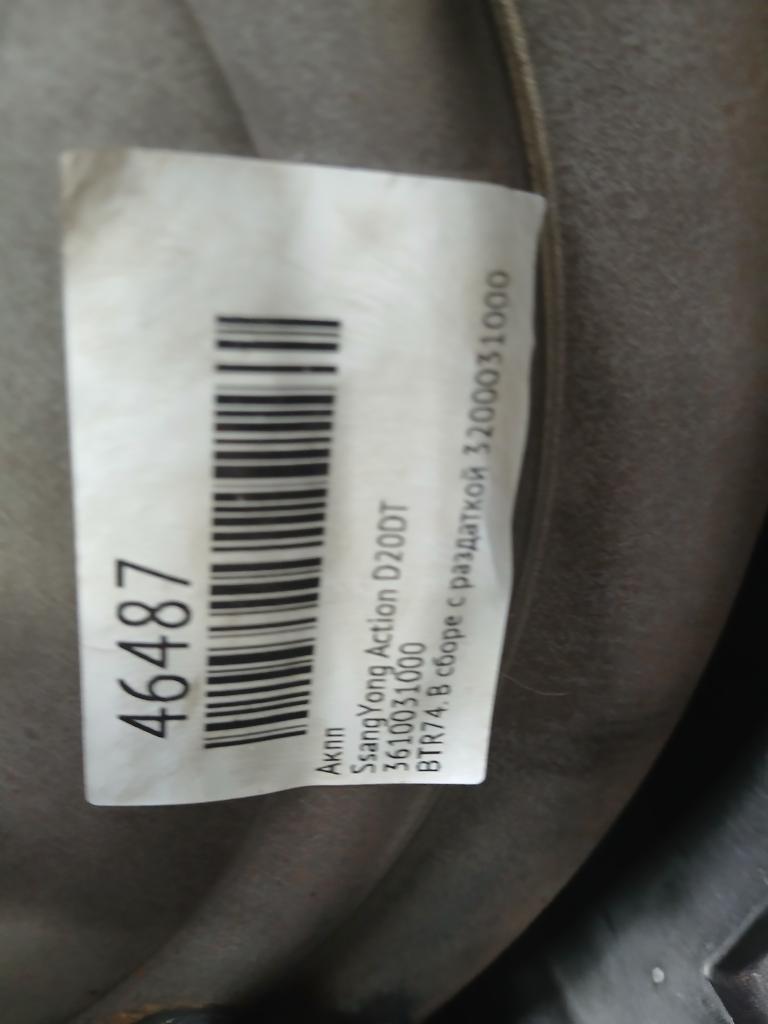 46487
Акпп
SsangYong Action D20DT
3610031000
BTR74. В сборе с раздаткой 3200031000